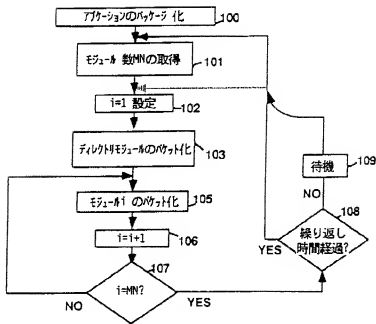 アプケーションのパッケージ化
100
モジュール 数MNの取得
101
i=1 設定
102
ディレクトリモジュールのパケット化
103
モジュールi のパケット化
105
i=i+1
106
107
i=MN?
NO
YES
108
繰り返し
時間経過?
YES
NO
待機
109